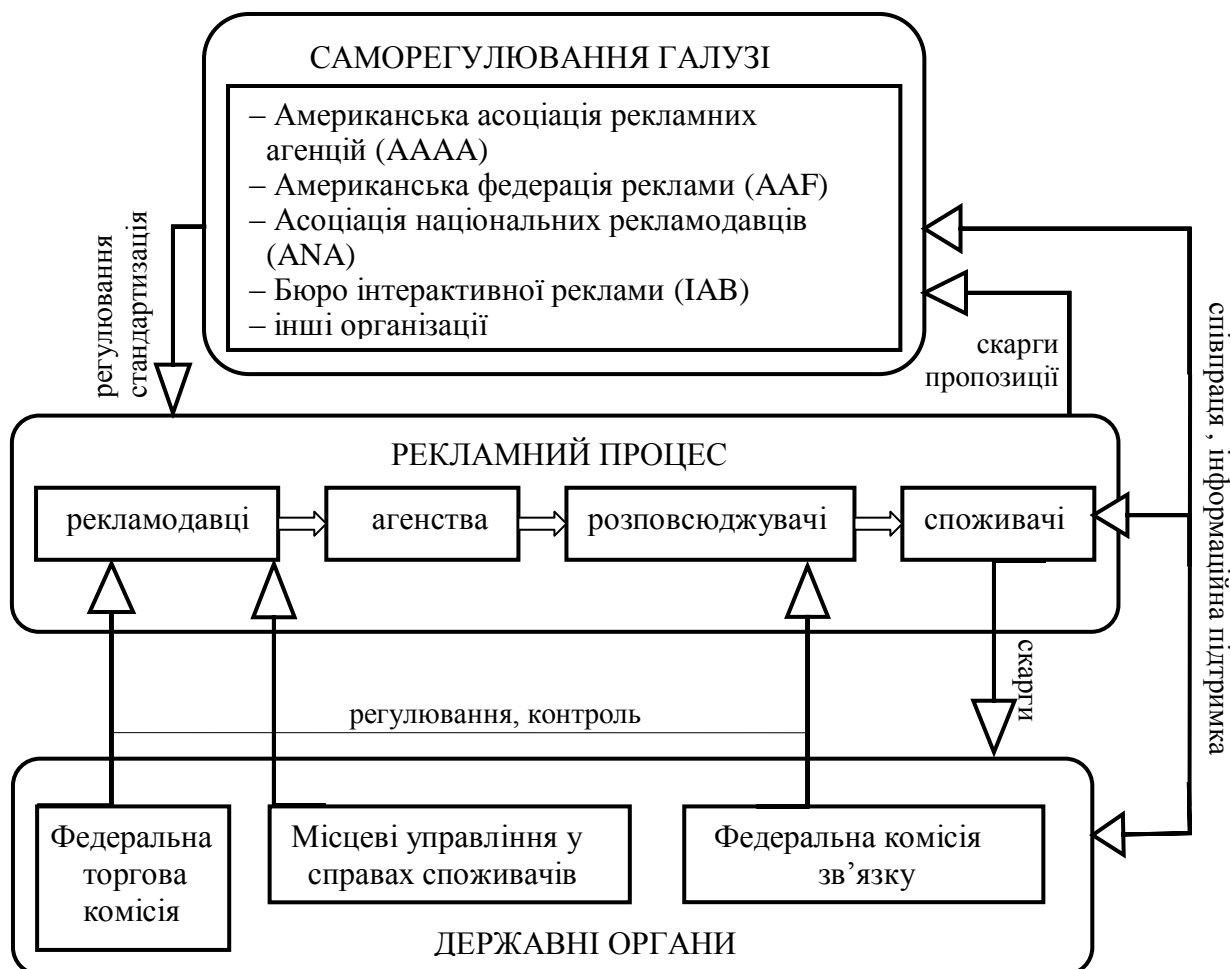 САМОРЕГУЛЮВАННЯ ГАЛУЗІ
– Американська асоціація рекламних
агенцій (АААА)
– Американська федерація реклами (AAF)
– Асоціація національних рекламодавців
(ANA)
– Бюро інтерактивної реклами (IAB)
– інші організації
регулювання
стандартизація
скарги
пропозиції
співпраця , інформаційна підтримка
РЕКЛАМНИЙ ПРОЦЕС
рекламодавці
агенства
розповсюджувачі
споживачі
скарги
регулювання, контроль
Федеральна
торгова
комісія
Місцеві управління у
справах споживачів
Федеральна комісія
зв’язку
ДЕРЖАВНІ ОРГАНИ